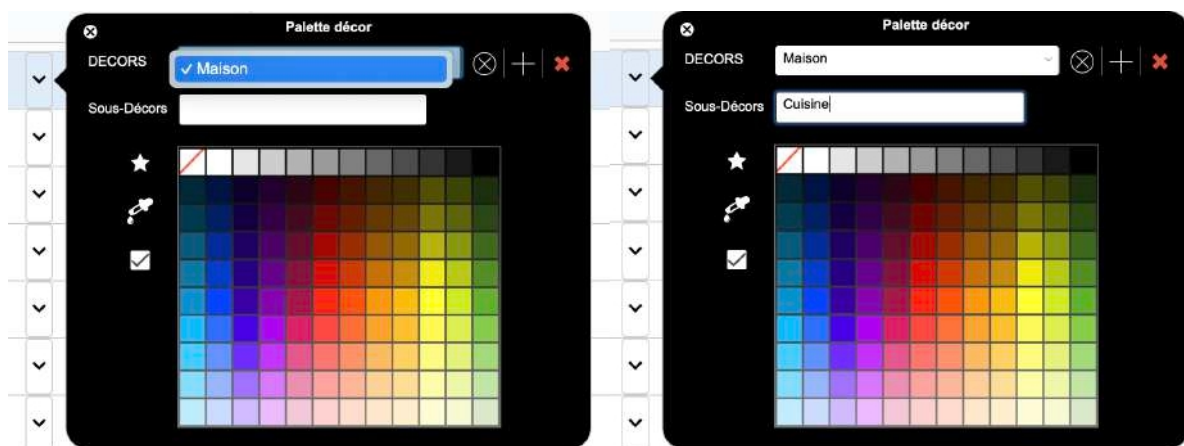 Palette décor
DECORS
Maison
Sous-Décors
Palette décor
DECORS
Maison
Sous-Décors
Cuisine